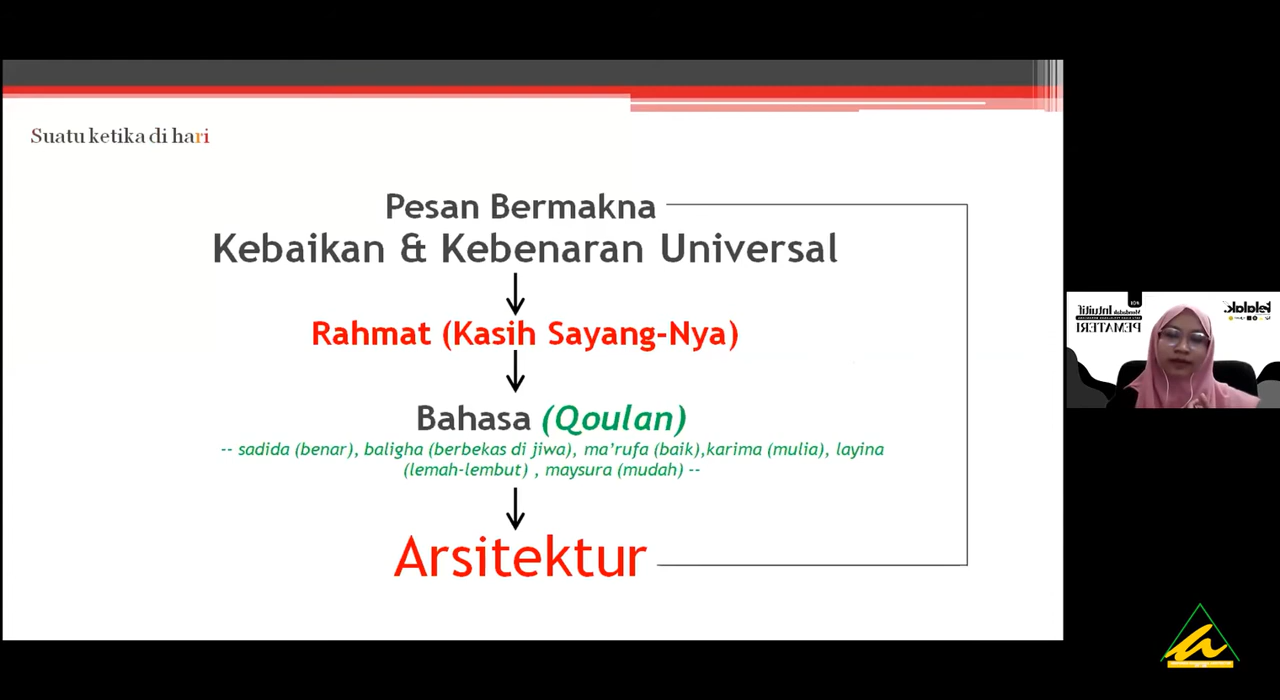 Suatu ketika di hari
Pesan Bermakna
Kebaikan & Kebenaran Universal
Rahmat (Kasih Sayang-Nya)
Bahasa (Qoulan)
-- sadida (benar), baligha (berbekas di jiwa), ma’rufa (baik),karima (mulia), layina
(lemah-lembut) , maysura (mudah) --
Arsitektur
Intuitif
PEMATERI